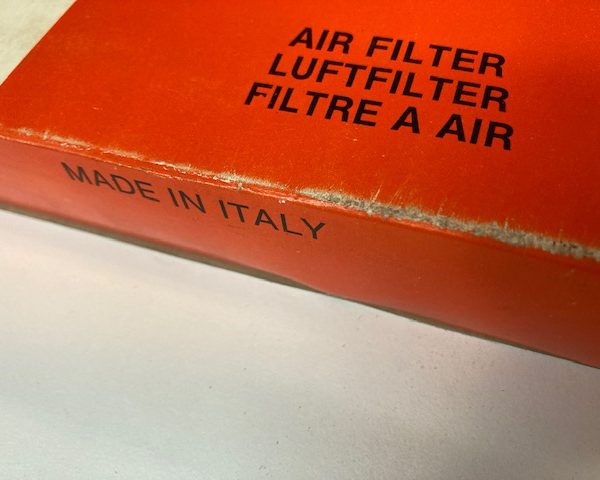 AIR FILTER
LUFTFILTER
FILTRE A AIR
MADE IN ITALY